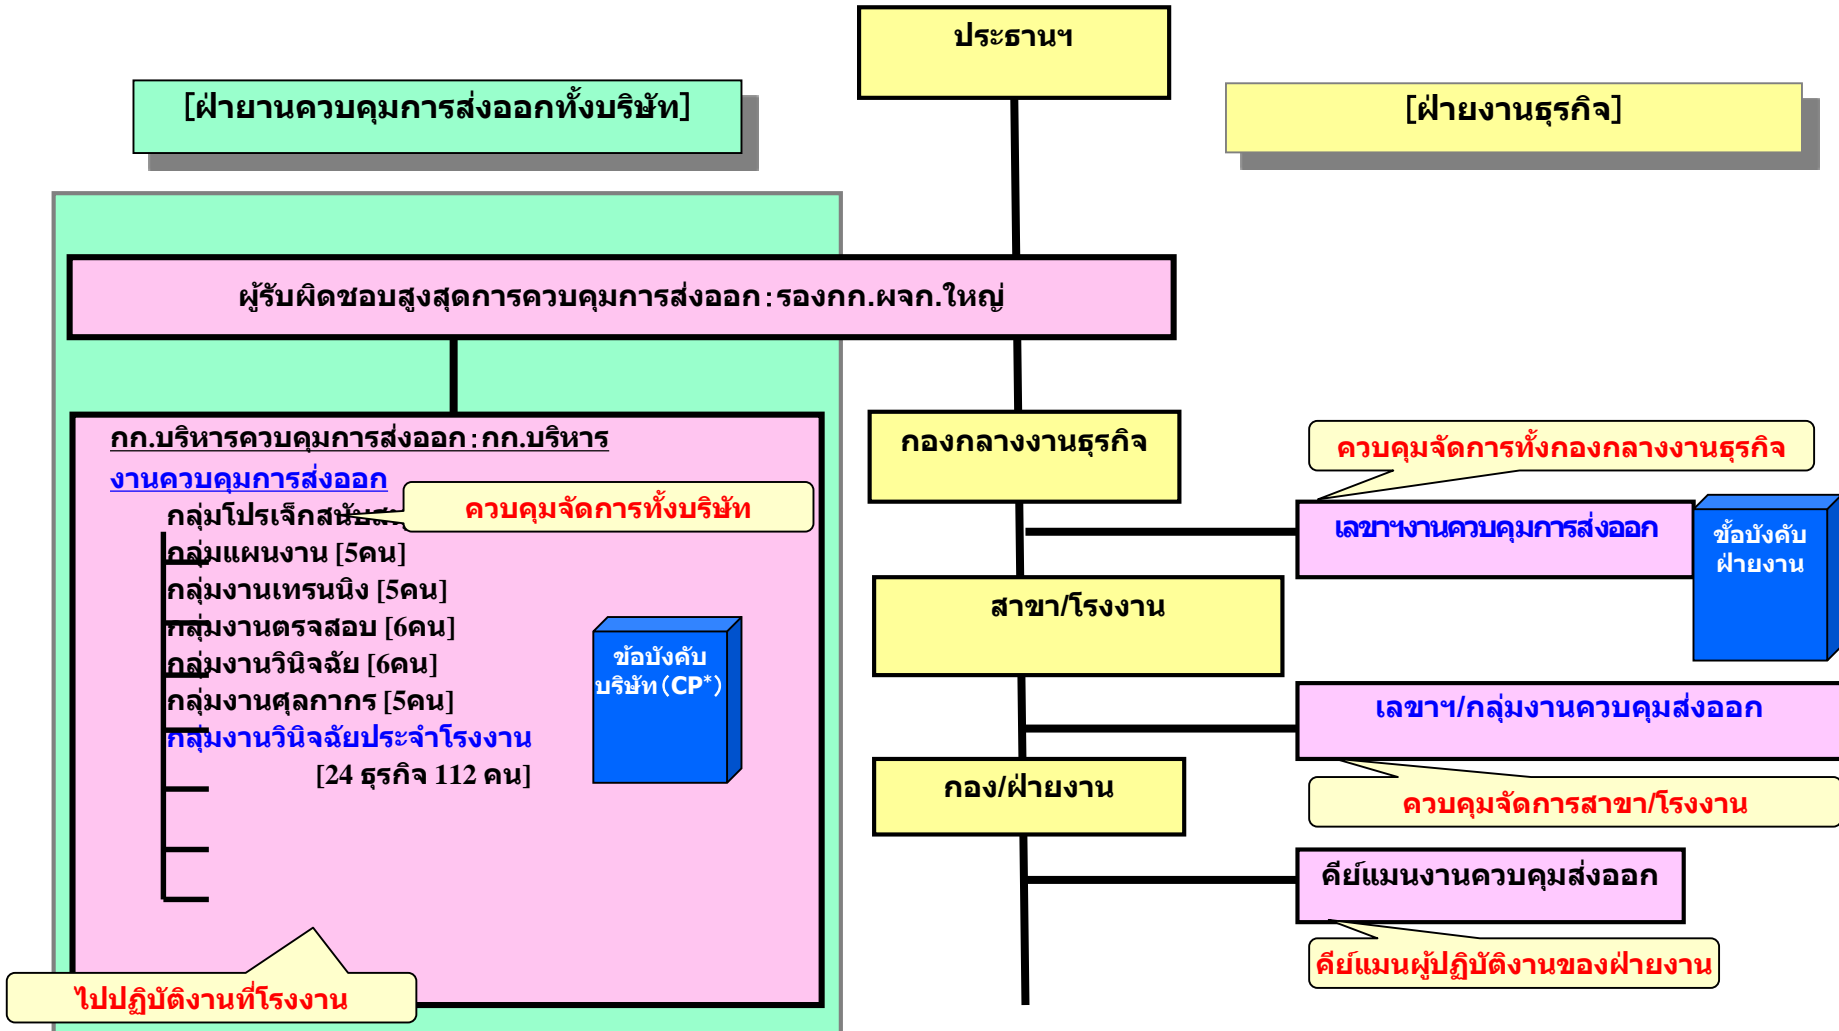 ประธานฯ
[ฝ่ายานควบคุมการส่งออกทั้งบริษัท]
[ฝ่ายงานธุรกิจ]
ผู้รับผิดชอบสูงสุดการควบคุมการส่งออก:รองกก.ผจก.ใหญ่
กก.บริหารควบคุมการส่งออก:กก.บริหาร
งานควบคุมการส่งออก
ควบคุมจัดการทั้งบริษัท
กลุ่มโปรเจ็กสนับ
กลุ่มแผนงาน [5คน]
กลุ่มงานเทรนนิง [5คน]
กลุ่มงานตรจสอบ [6คน]
กลุ่มงานวินิจฉัย [6คน]
กลุ่มงานศุลกากร [5คน]
กลุ่มงานวินิจฉัยประจำโรงงาน
[24 ธุรกิจ 112 คน]
ข้อบังคับ
บริษัท(CP*)
ไปปฏิบัติงานที่โรงงาน
กองกลางงานธุรกิจ
ควบคุมจัดการทั้งกองกลางงานธุรกิจ
เลขาฯงานควบคุมการส่งออก
ข้อบังคับ
ฝ่ายงาน
สาขา/โรงงาน
เลขาฯ/กลุ่มงานควบคุมส่งออก
ควบคุมจัดการสาขา/โรงงาน
กอง/ฝ่ายงาน
คีย์แมนงานควบคุมส่งออก
คีย์แมนผู้ปฏิบัติงานของฝ่ายงาน